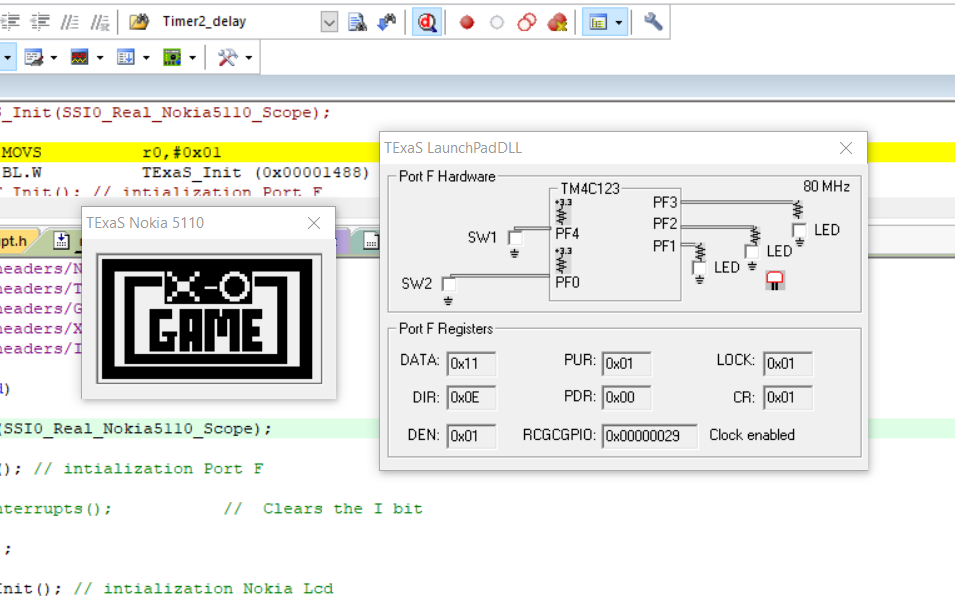 Timer2_delay
S_Init(SSI0_Real_Nokia5110_Scope);
MOVS r0,#0x01
BL.W TExaS_Init (0x00001488)
Init(); // intialization Port F
TExaS Nokia 5110
X-O
GAME
TExaS LaunchPadDLL
Port F Hardware
TM4C123
80 MHz
+3.3
PF3
PF4
PF2
SW1
LED
+3.3
PF1
LED
SW2
PF0
LED
Port F Registers
DATA: 0x11 PUR: 0x01 LOCK: 0x01
DIR: 0x0E PDR: 0x00 CR: 0x01
DEN: 0x01 RCGCGPIO: 0x00000029 Clock enabled
pt.h
headers/N
headers/T
headers/G
headers/X
headers/I
d)
(SSI0_Real_Nokia5110_Scope);
(); // intialization Port F
nterrupts(); // Clears the I bit
;
Init(); // intialization Nokia Lcd